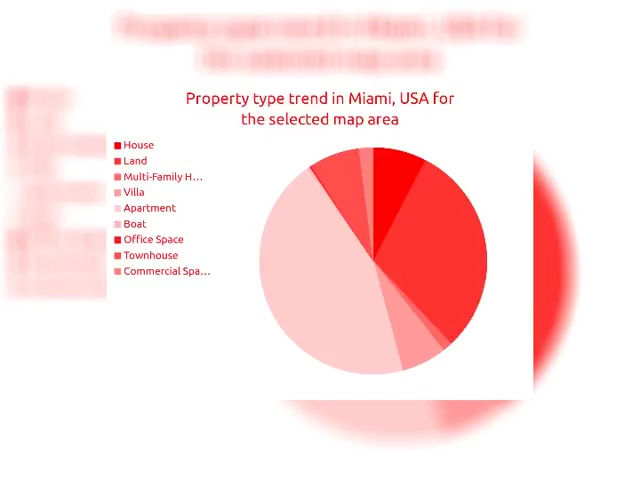 Property type trend in Miami, USA for
the selected map area
House
Land
Multi-Family H...
Villa
Apartment
Boat
Office Space
Townhouse
Commercial Spa...